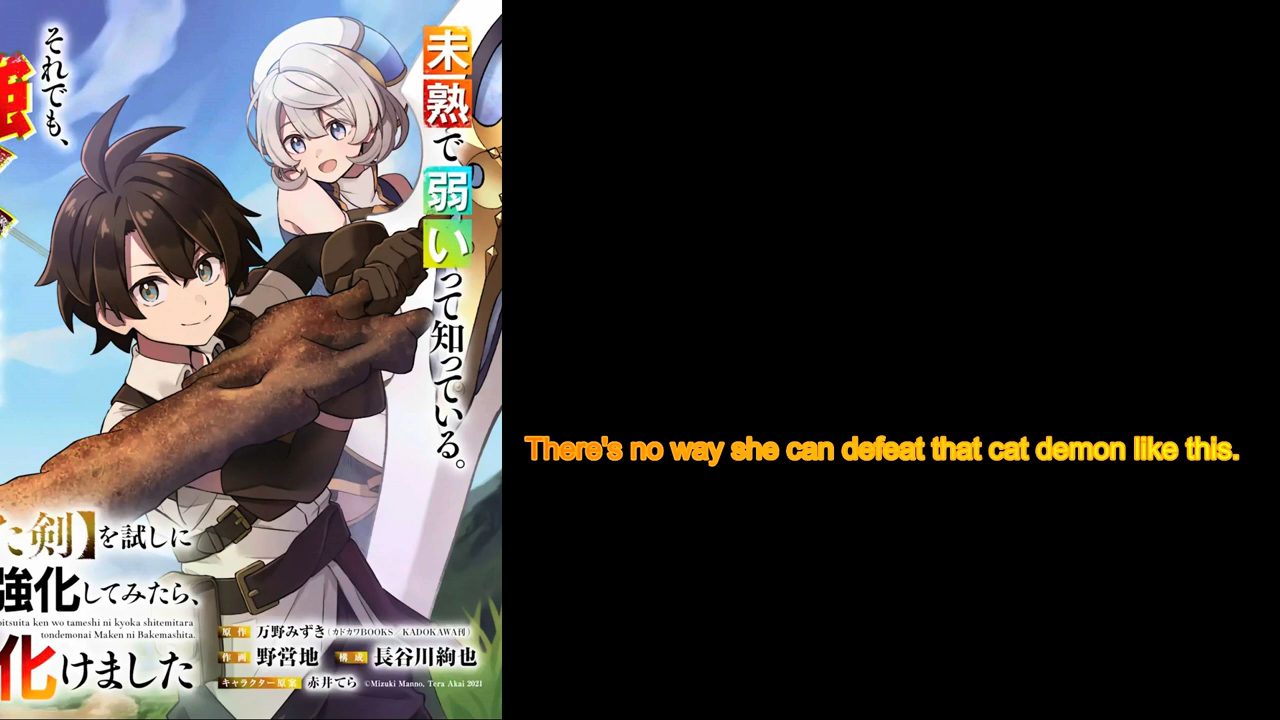 未熟で弱いって知っている。
それでも、
強
た剣】を試しに
強化してみたら、
bitsuita ken wo tameshi ni kyoka shitemitara
tondemonai Maken ni Bakemashita.
化けました
原作 万野みずき（カドカワBOOKS KADOKAWA刊）
作画 野営地 構成 長谷川絢也
キャラクター原案 赤井てら ©Mizuki Manno, Tera Akai 2021
There's no way she can defeat that cat demon like this.